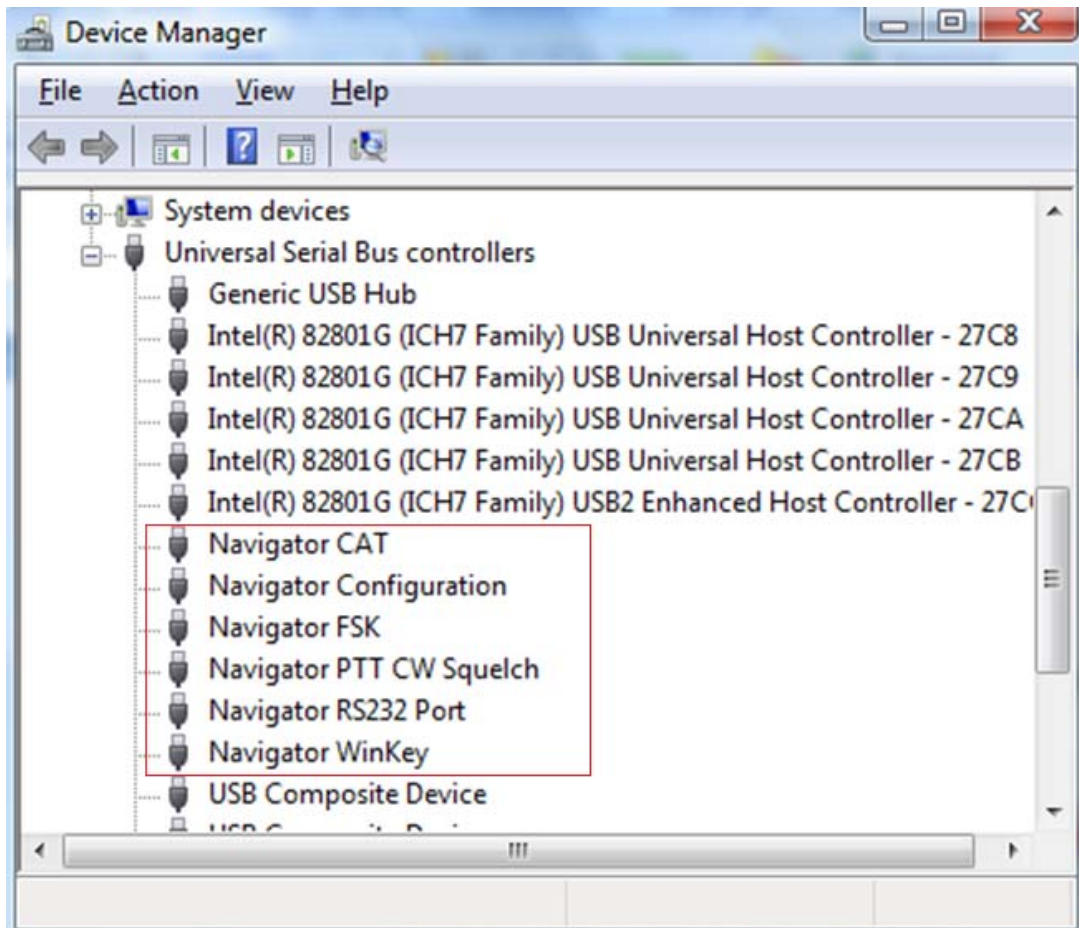 Device Manager
File Action View Help
System devices
Universal Serial Bus controllers
Generic USB Hub
Intel(R) 82801G (ICH7 Family) USB Universal Host Controller - 27C8
Intel(R) 82801G (ICH7 Family) USB Universal Host Controller - 27C9
Intel(R) 82801G (ICH7 Family) USB Universal Host Controller - 27CA
Intel(R) 82801G (ICH7 Family) USB Universal Host Controller - 27CB
Intel(R) 82801G (ICH7 Family) USB2 Enhanced Host Controller - 27C
Navigator CAT
Navigator Configuration
Navigator FSK
Navigator PTT CW Squelch
Navigator RS232 Port
Navigator WinKey
USB Composite Device